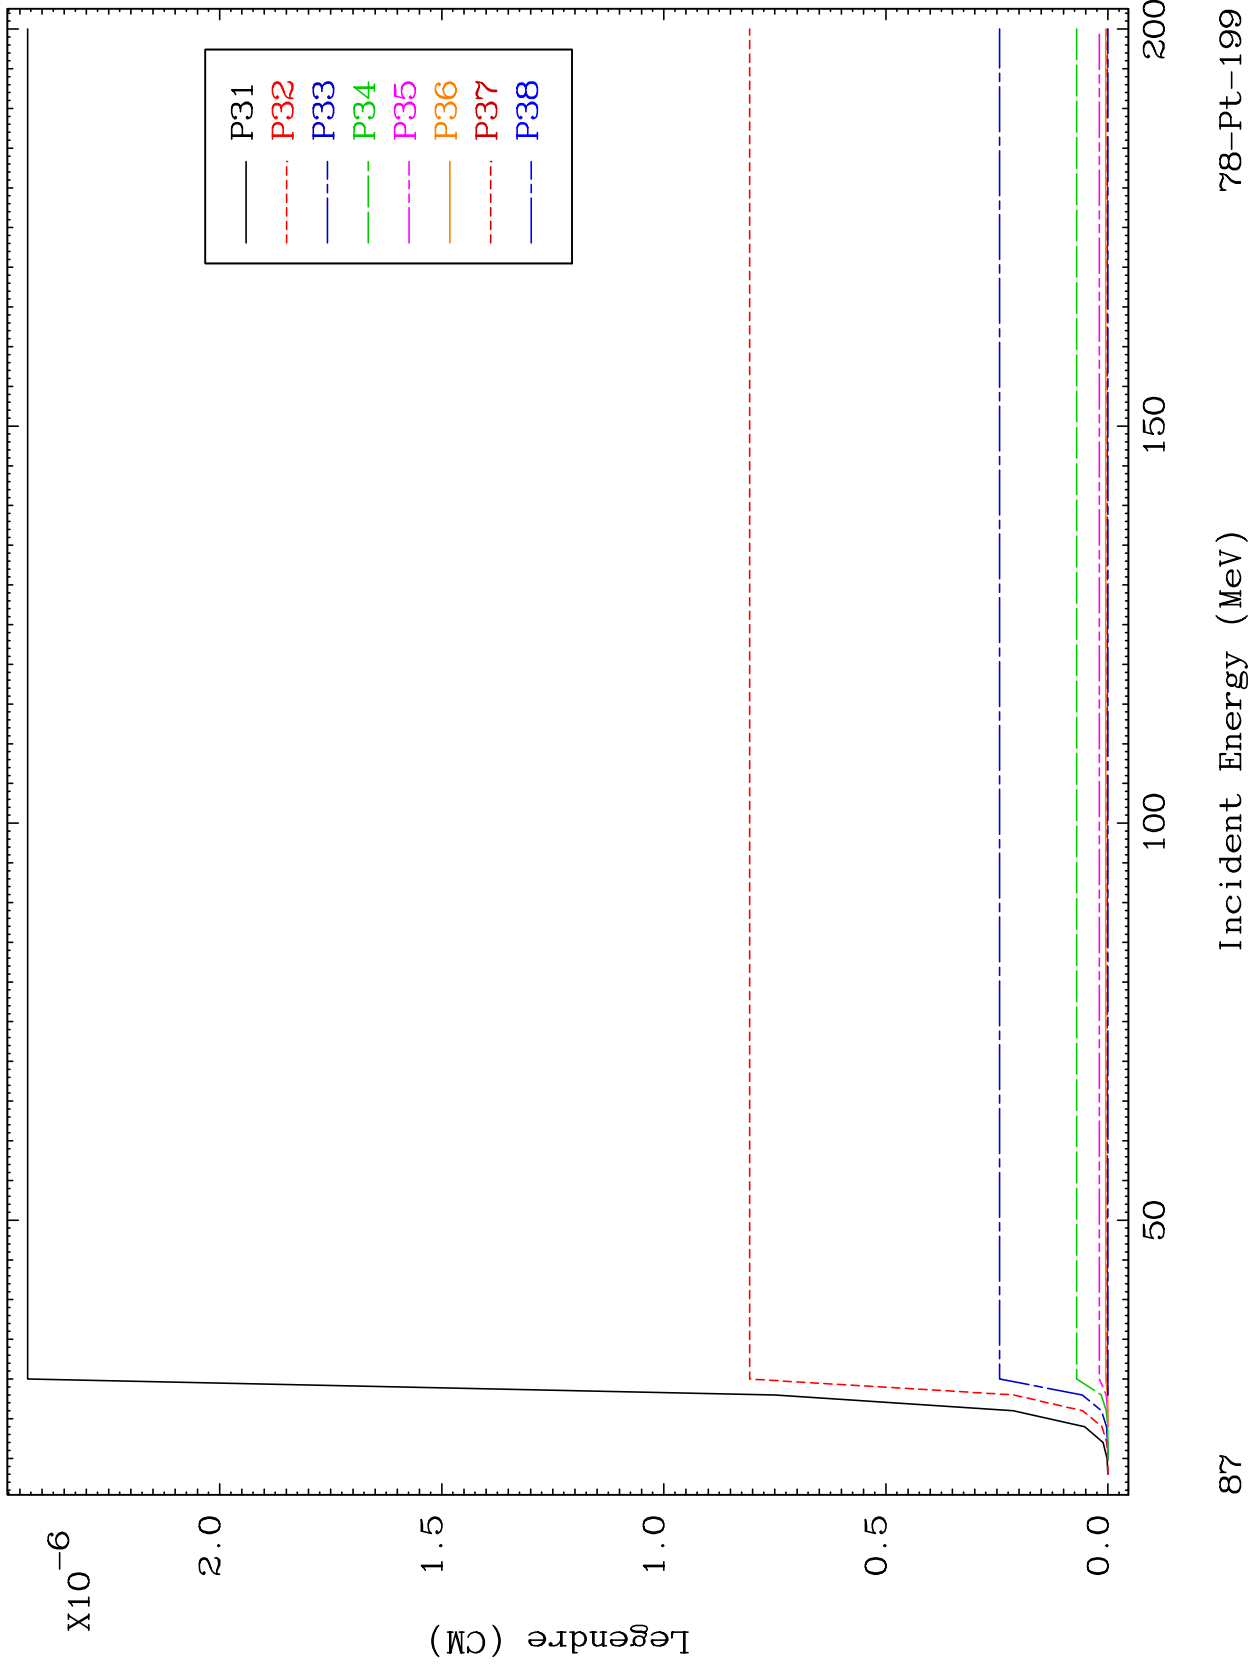 X10^-6
2.0
1.5
1.0
0.5
0.0
Legendre (CM)
P31
P32
P33
P34
P35
P36
P37
P38
50
100
150
200
87
Incident Energy (MeV)
78-Pt-199